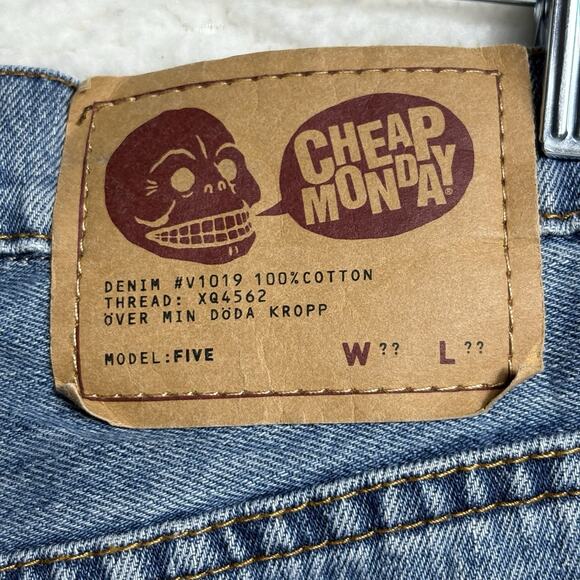 CHEAP
MONDAY®
DENIM #V1019 100%COTTON
THREAD: XQ4562
ÖVER MIN DÖDA KROPP
MODEL:FIVE W ?? L ??